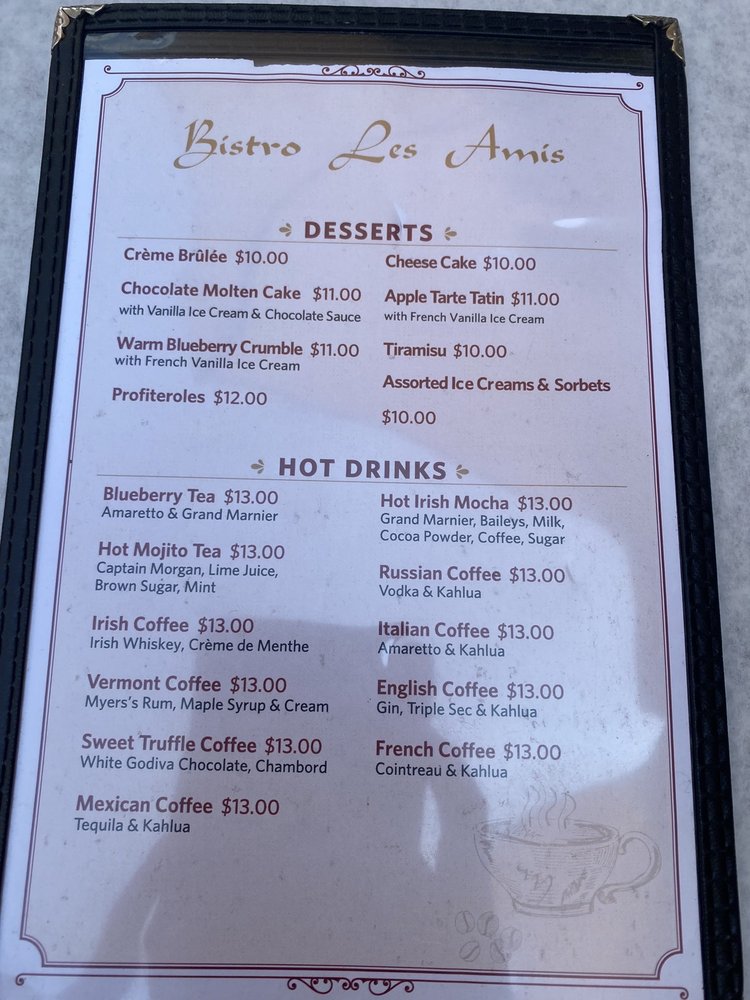 Bistro Les Amis
DESSERTS
Crème Brûlée $10.00
Chocolate Molten Cake $11.00
with Vanilla Ice Cream & Chocolate Sauce
Warm Blueberry Crumble $11.00
with French Vanilla Ice Cream
Profiteroles $12.00
Cheese Cake $10.00
Apple Tarte Tatin $11.00
with French Vanilla Ice Cream
Tiramisu $10.00
Assorted Ice Creams & Sorbets
$10.00
HOT DRINKS
Blueberry Tea $13.00
Amaretto & Grand Marnier
Hot Mojito Tea $13.00
Captain Morgan, Lime Juice,
Brown Sugar, Mint
Irish Coffee $13.00
Irish Whiskey, Crème de Menthe
Vermont Coffee $13.00
Myers's Rum, Maple Syrup & Cream
Sweet Truffle Coffee $13.00
White Godiva Chocolate, Chambord
Mexican Coffee $13.00
Tequila & Kahlua
Hot Irish Mocha $13.00
Grand Marnier, Baileys, Milk,
Cocoa Powder, Coffee, Sugar
Russian Coffee $13.00
Vodka & Kahlua
Italian Coffee $13.00
Amaretto & Kahlua
English Coffee $13.00
Gin, Triple Sec & Kahlua
French Coffee $13.00
Cointreau & Kahlua